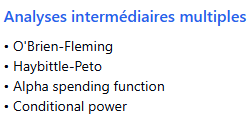 Analyses intermédiaires multiples
• O'Brien-Fleming
• Haybittle-Peto
• Alpha spending function
• Conditional power